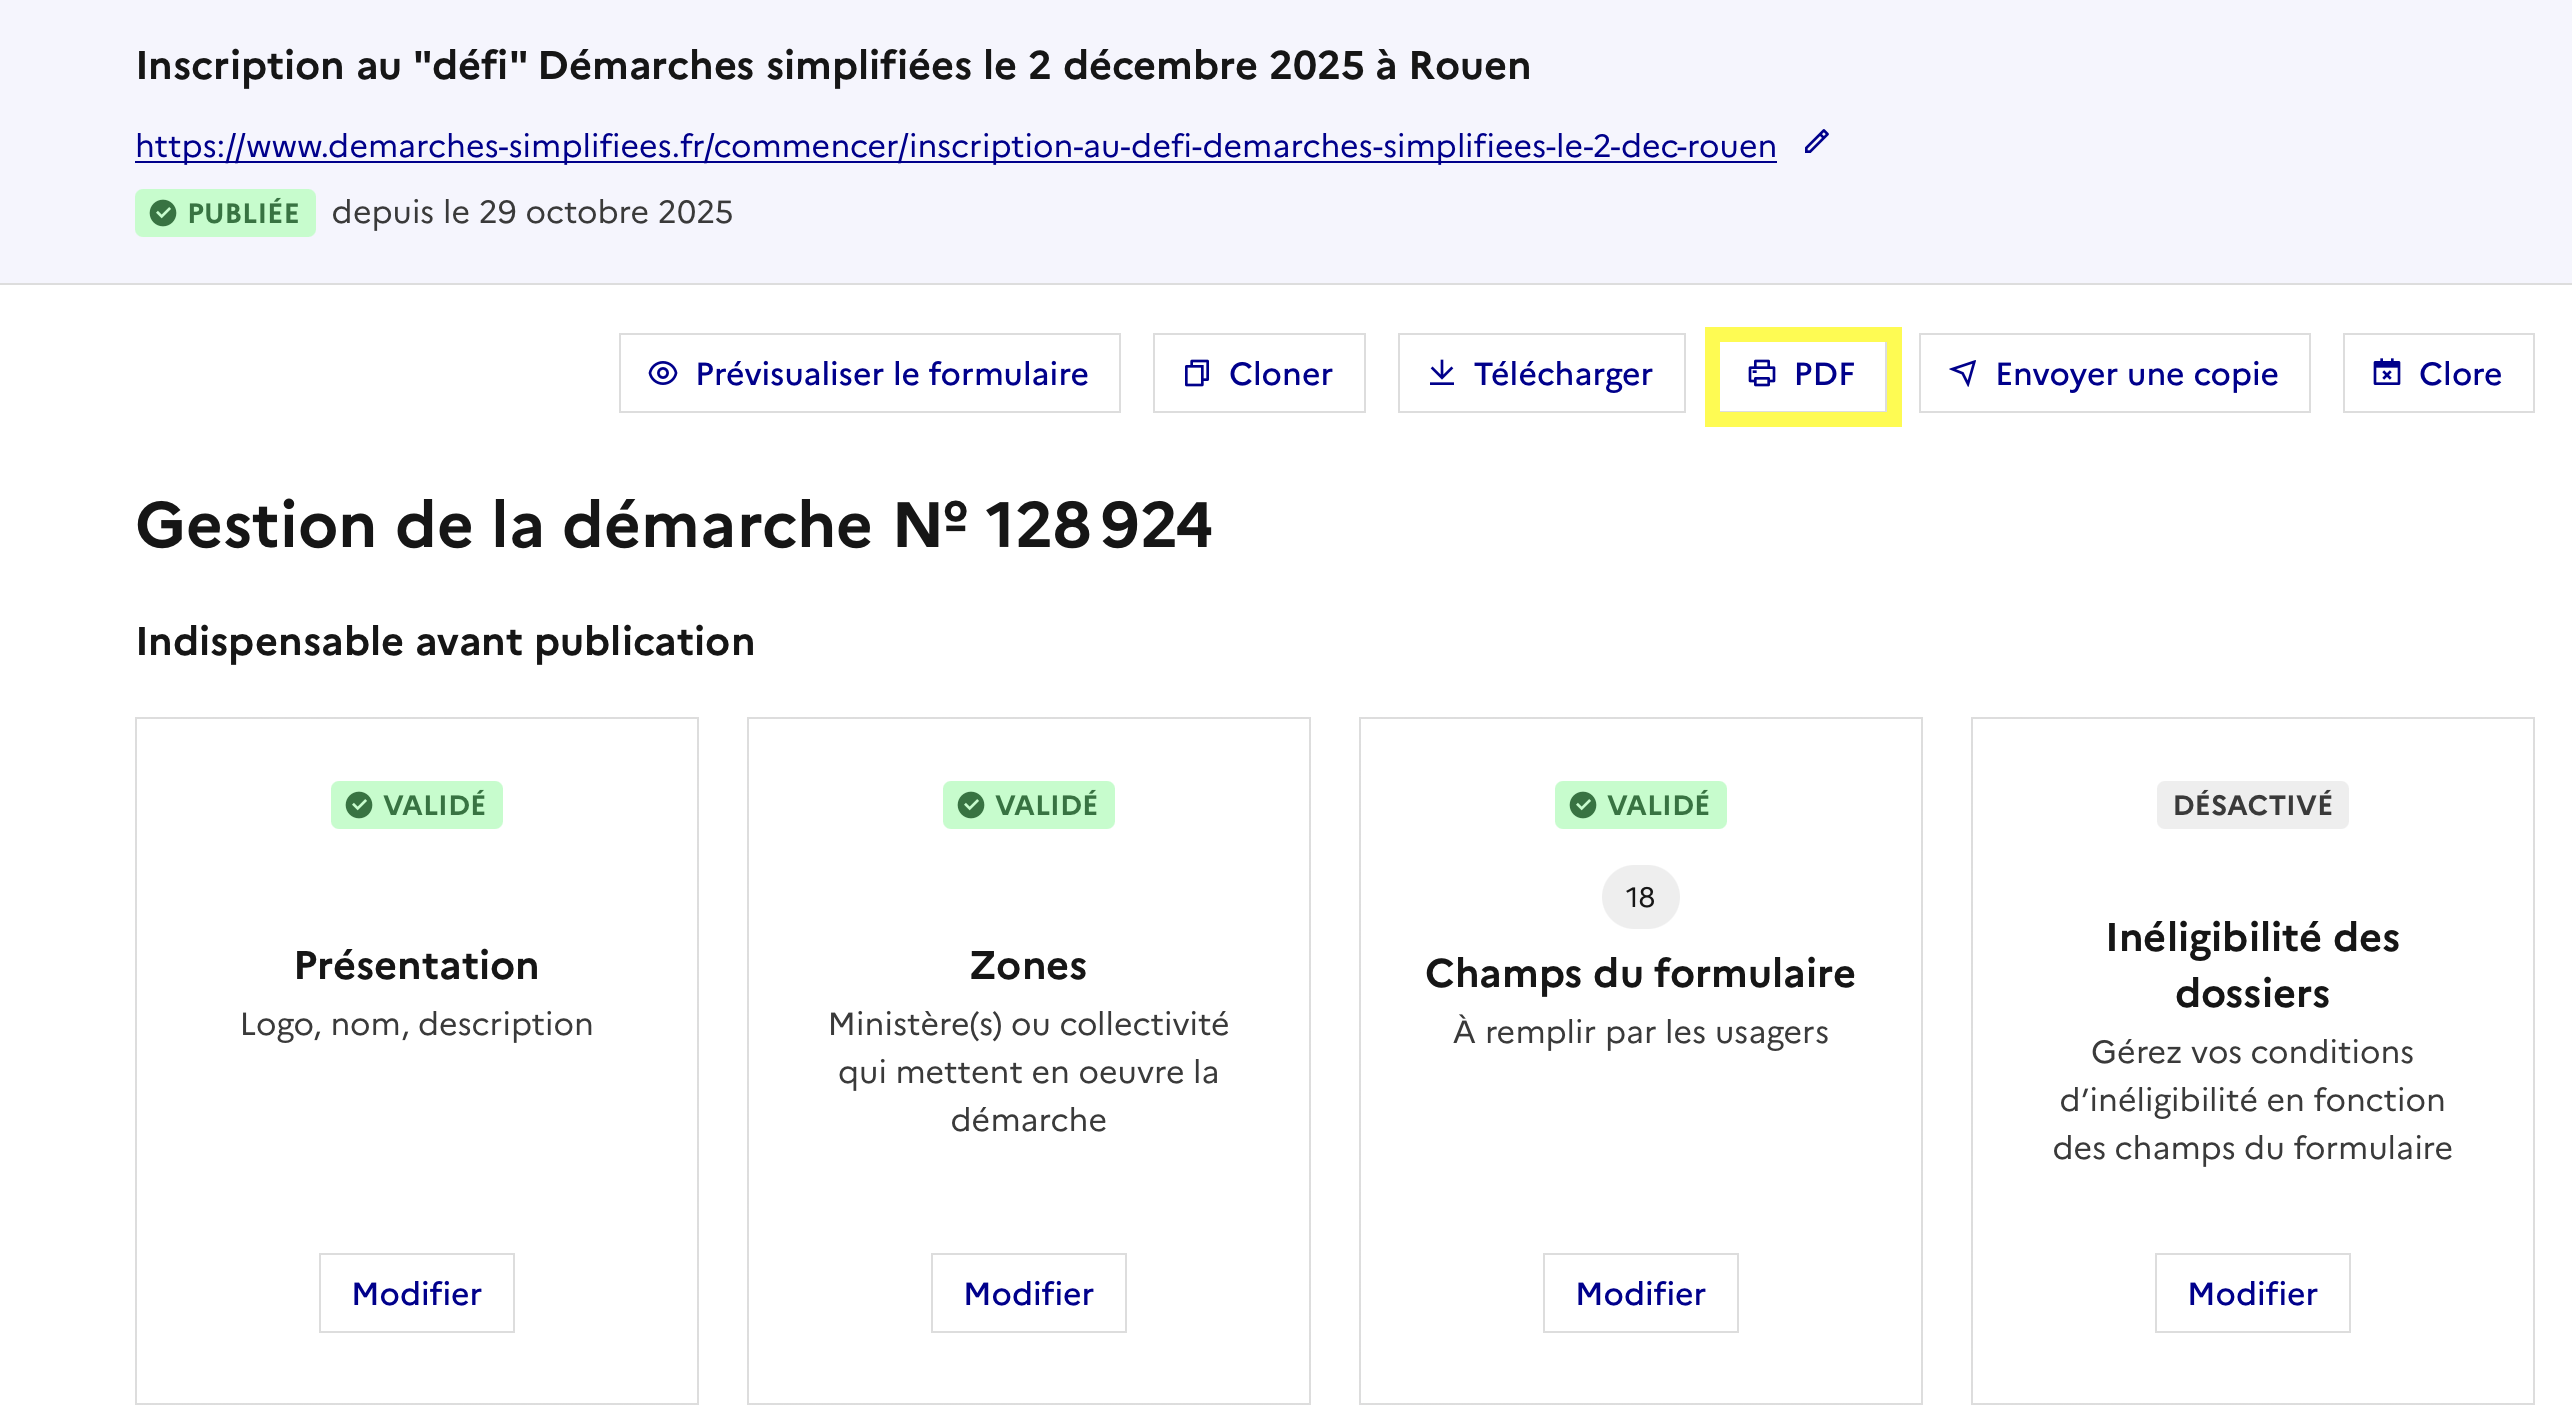 Inscription au "défi" Démarches simplifiées le 2 décembre 2025 à Rouen
https://www.demarches-simplifiees.fr/commencer/inscription-au-defi-demarches-simplifiees-le-2-dec-rouen
PUBLIÉE depuis le 29 octobre 2025
Prévisualiser le formulaire Cloner Télécharger PDF Envoyer une copie Clore
Gestion de la démarche Nº 128 924
Indispensable avant publication
VALIDÉ
Présentation
Logo, nom, description
Modifier
VALIDÉ
Zones
Ministère(s) ou collectivité
qui mettent en oeuvre la
démarche
Modifier
VALIDÉ
18
Champs du formulaire
À remplir par les usagers
Modifier
DÉSACTIVÉ
Inéligibilité des
dossiers
Gérez vos conditions
d’inéligibilité en fonction
des champs du formulaire
Modifier